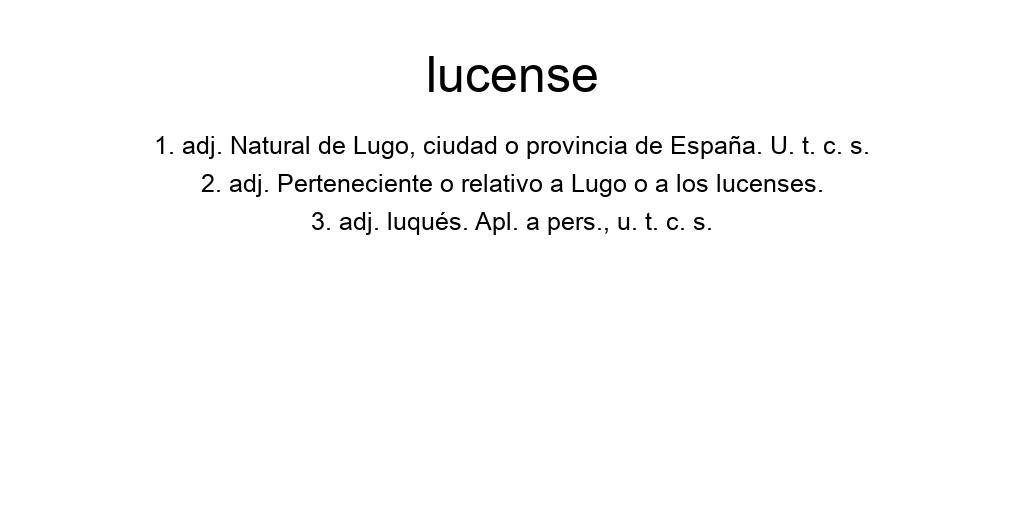 lucense
1. adj. Natural de Lugo, ciudad o provincia de España. U. t. c. s.
2. adj. Perteneciente o relativo a Lugo o a los lucenses.
3. adj. luqués. Apl. a pers., u. t. c. s.